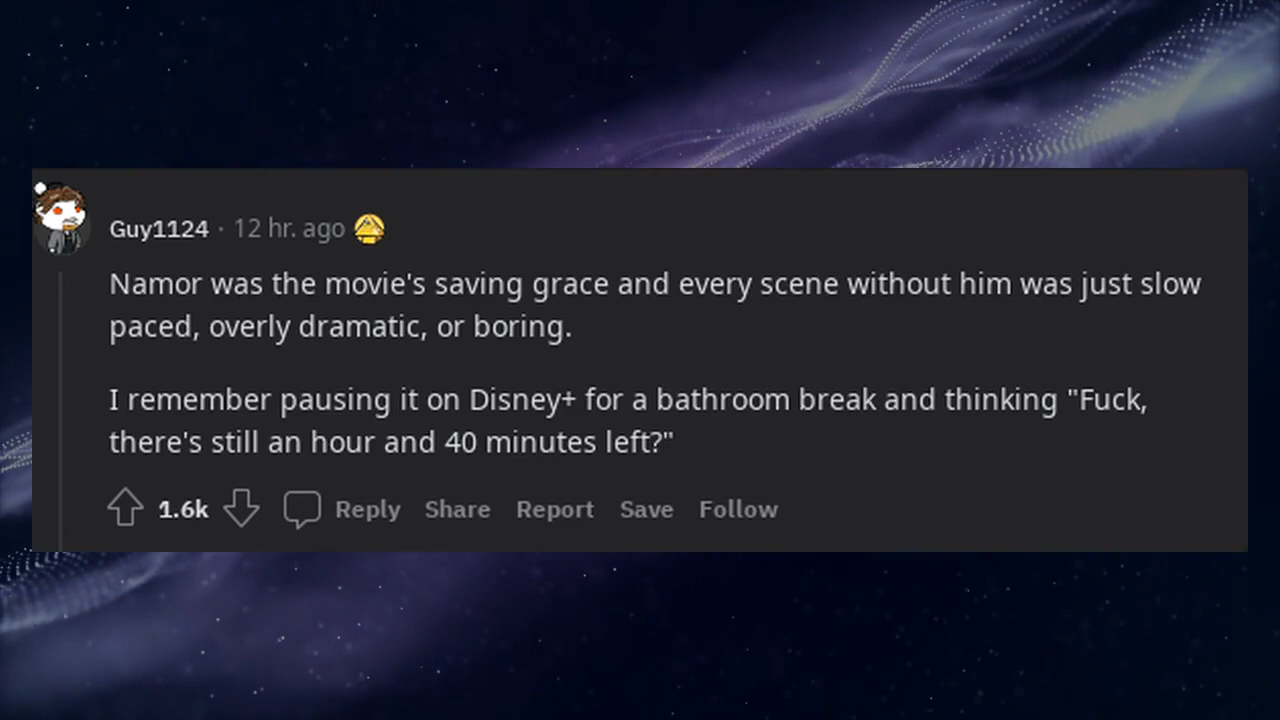 Guy1124 · 12 hr. ago
Namor was the movie's saving grace and every scene without him was just slow
paced, overly dramatic, or boring.
I remember pausing it on Disney+ for a bathroom break and thinking "Fuck,
there's still an hour and 40 minutes left?"
1.6k Reply Share Report Save Follow